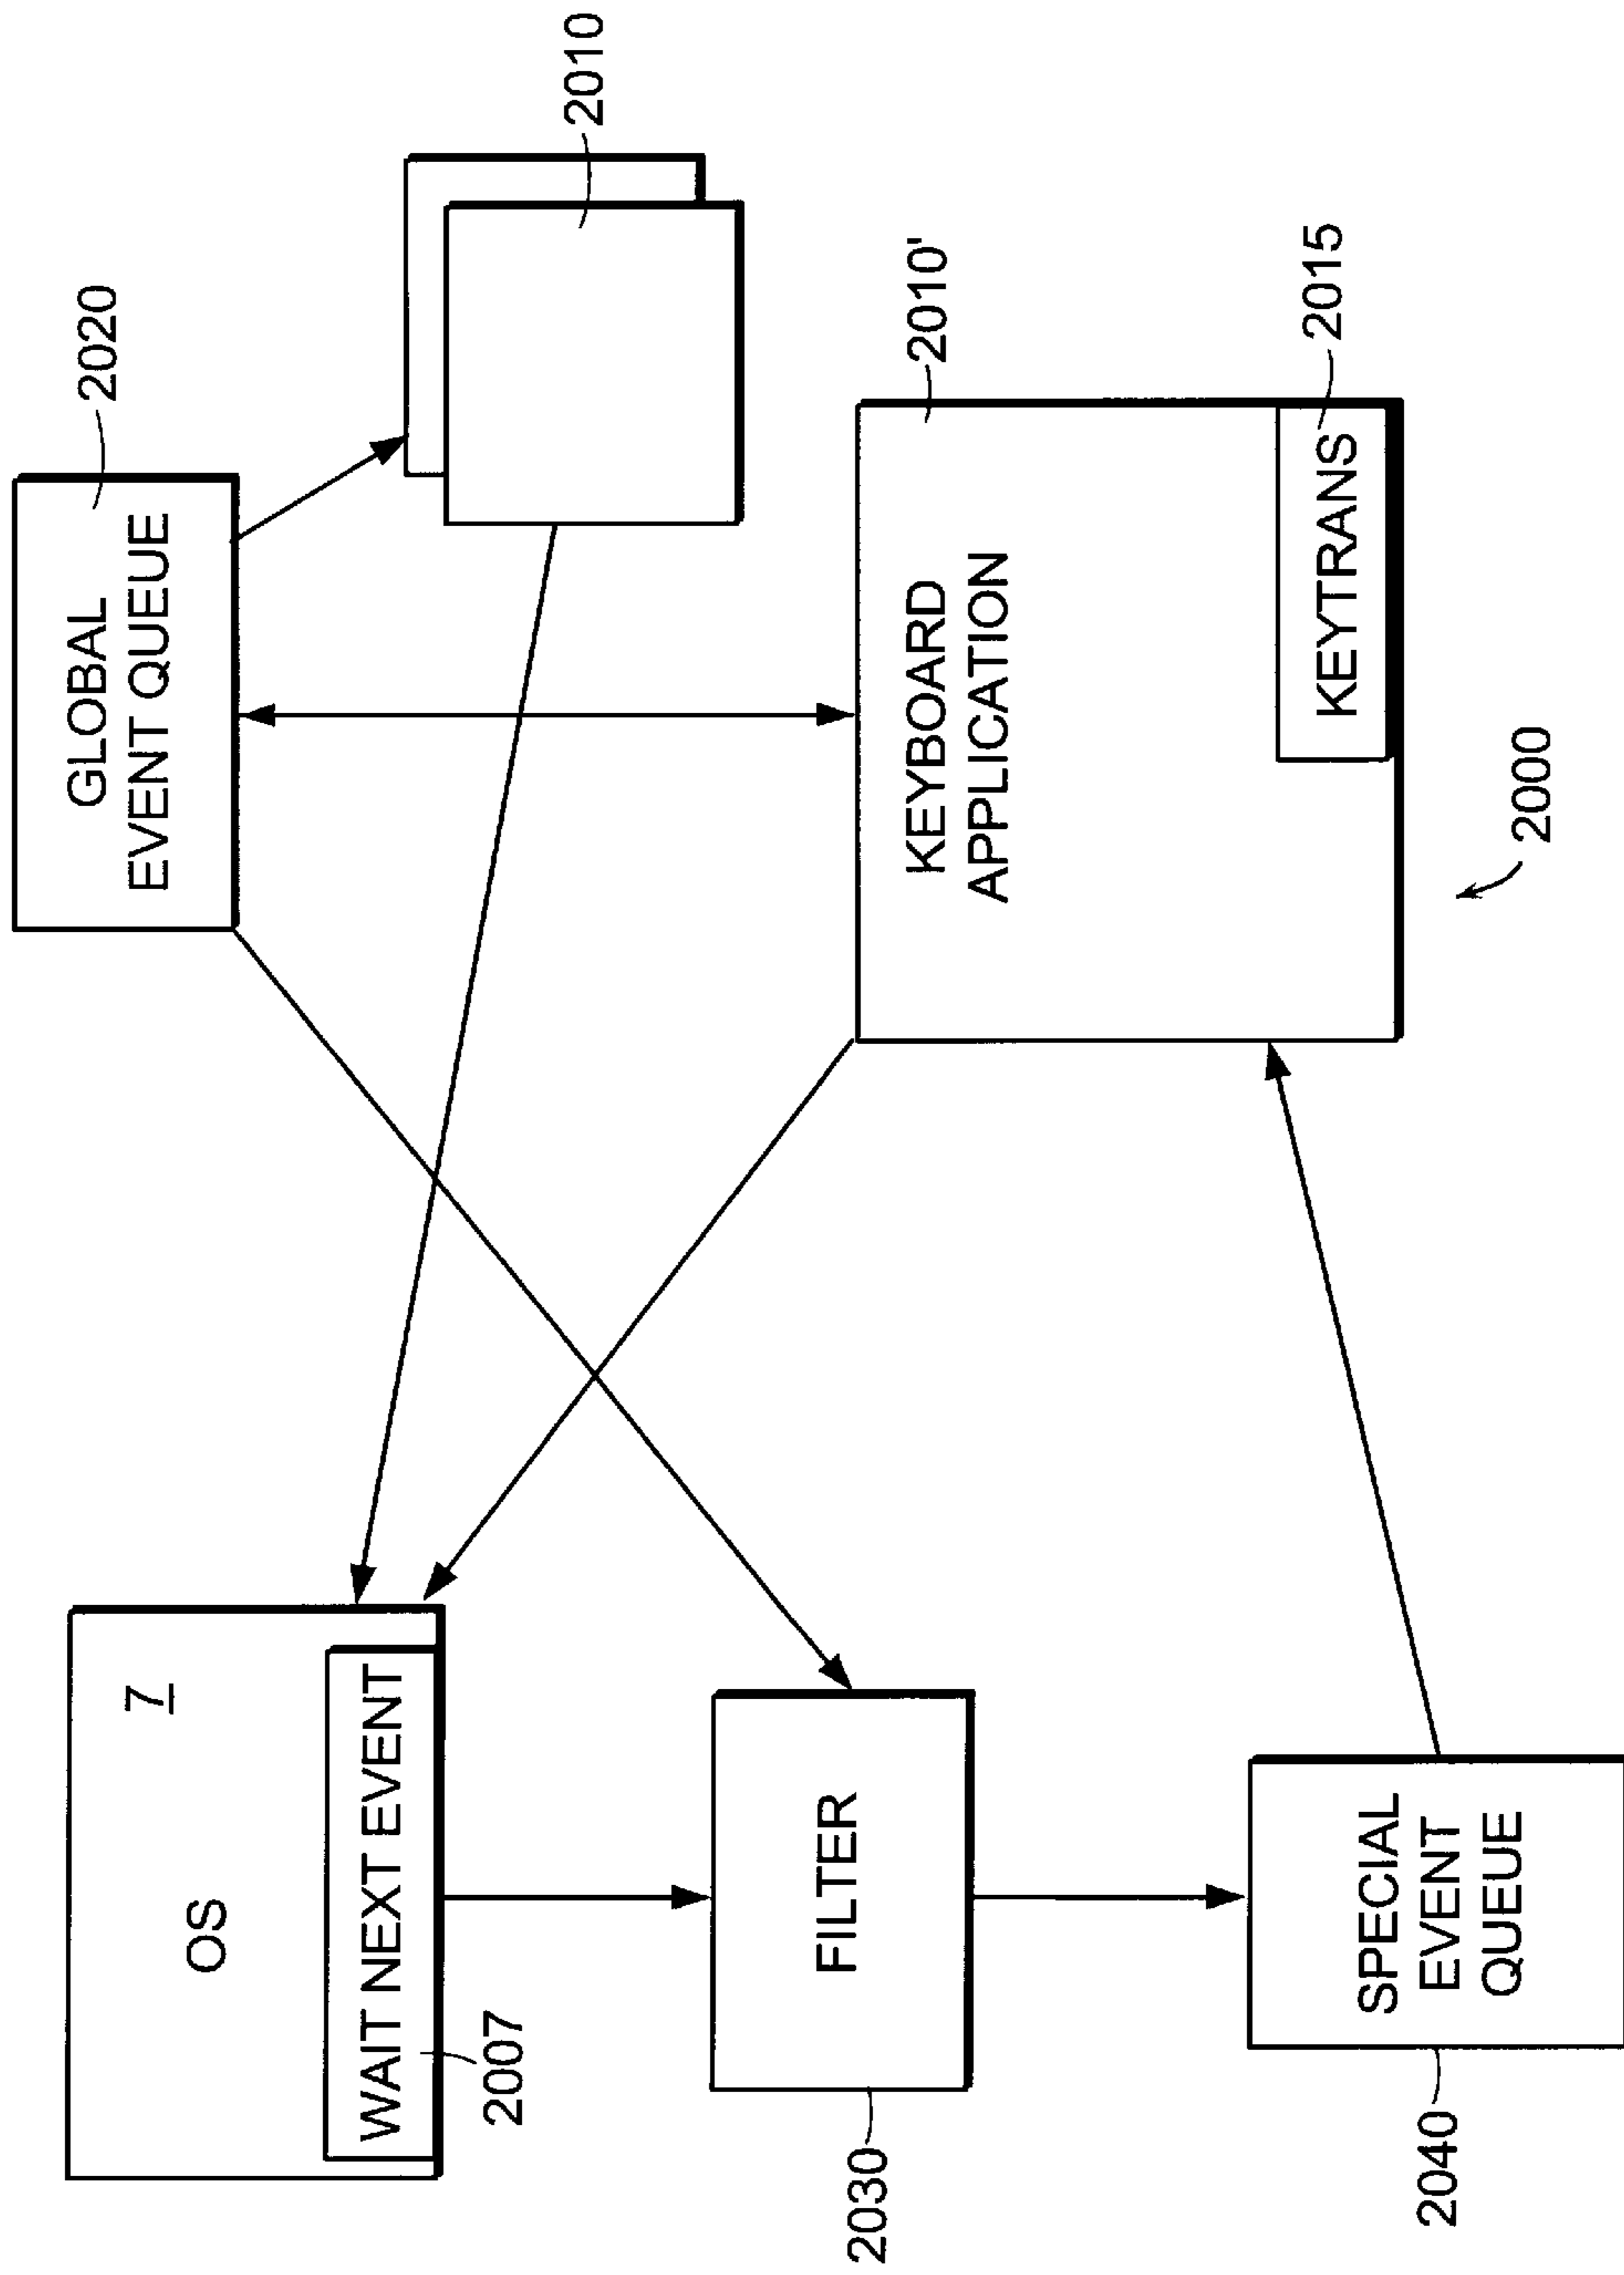 OS
7
WAIT NEXT EVENT
2007
GLOBAL
EVENT QUEUE
2020
2010
FILTER
2030
KEYBOARD
APPLICATION
2010'
KEYTRANS
2015
SPECIAL
EVENT
QUEUE
2040
2000